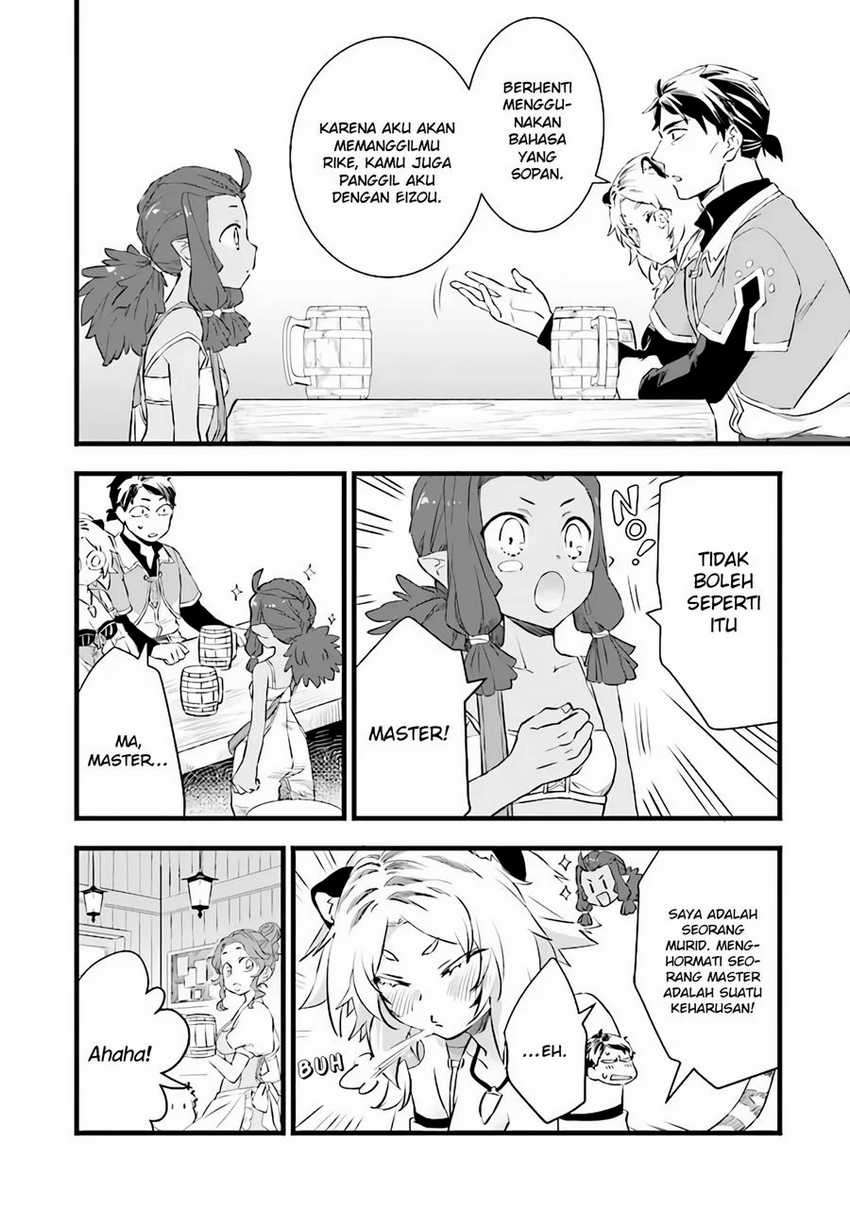 BERHENTI
MENGGU-
NAKAN
BAHASA
YANG
SOPAN.
KARENA AKU AKAN
MEMANGGILMU
RIKE, KAMU JUGA
PANGGIL AKU
DENGAN EIZOU.
NO!
TIDAK
BOLEH
SEPERTI
ITU
MASTER!
MA,
MASTER...
SAYA ADALAH
SEORANG
MURID. MENG-
HORMATI SEO-
RANG MASTER
ADALAH SUATU
KEHARUSAN!
...EH.
BUH
Ahaha!